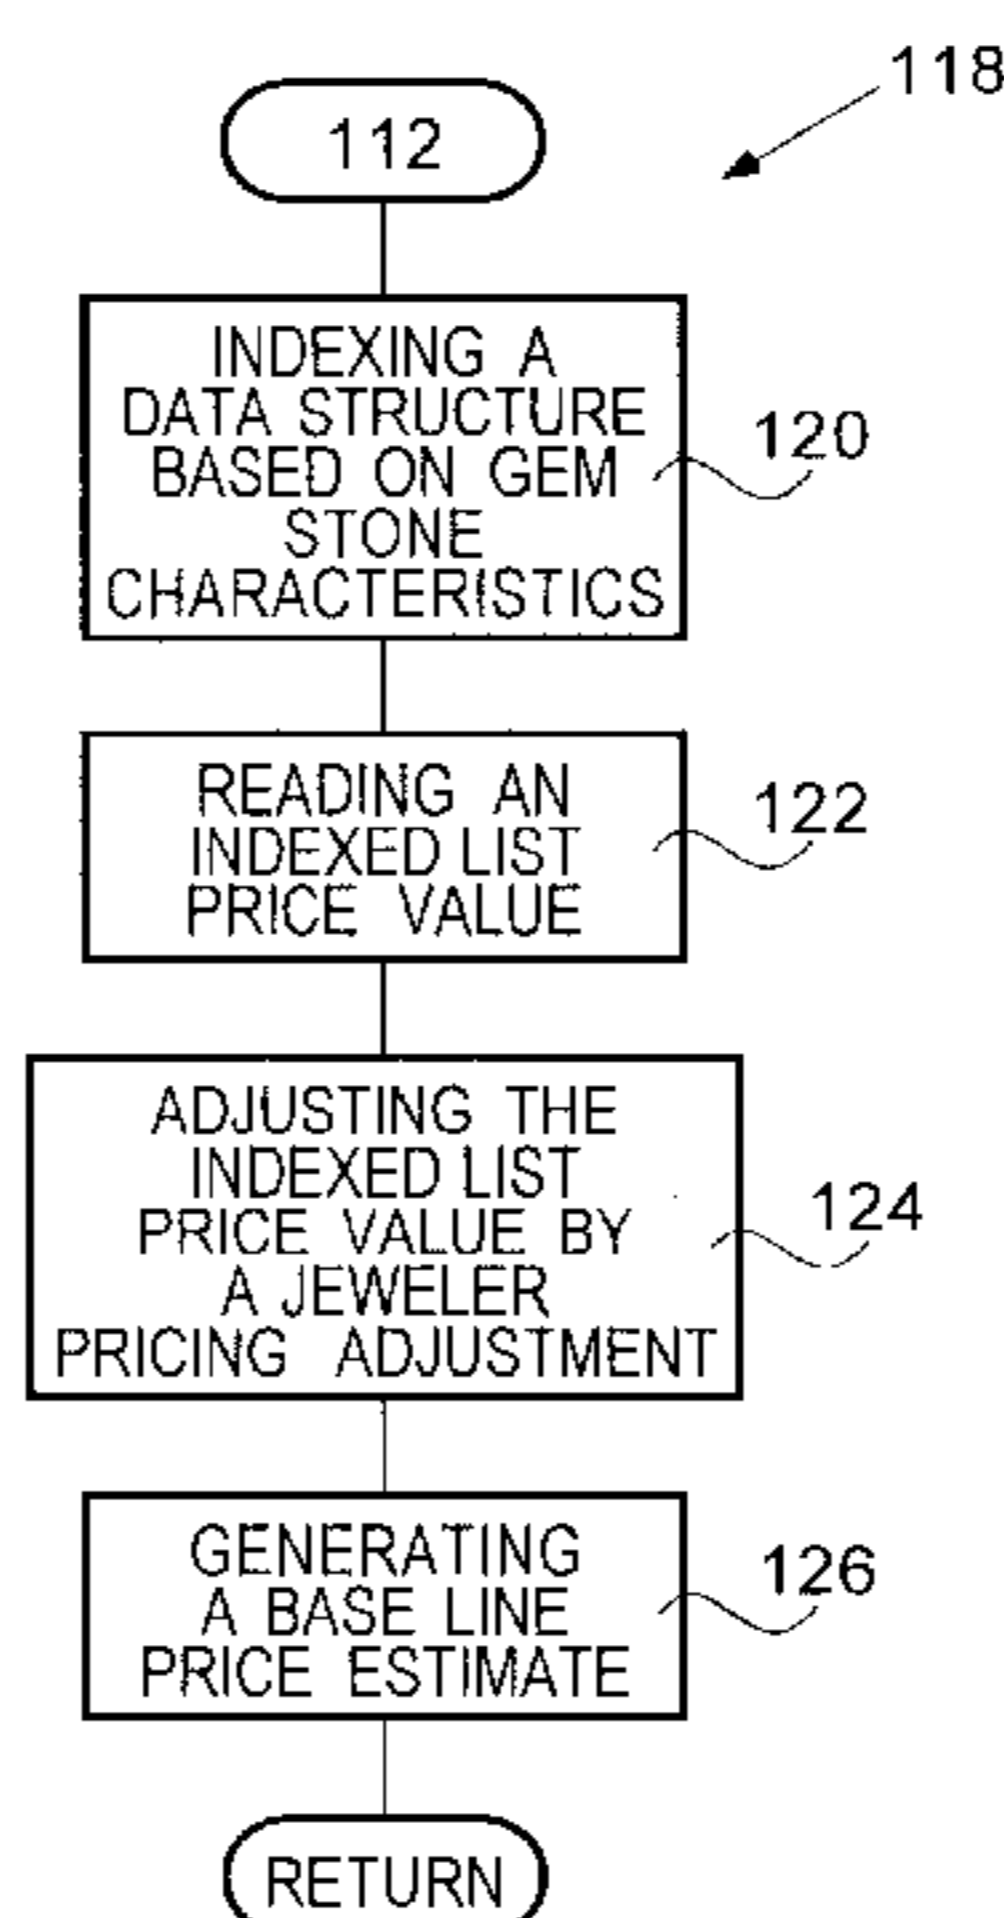 118
112
INDEXING A
DATA STRUCTURE
BASED ON GEM
STONE
CHARACTERISTICS
120
READING AN
INDEXED LIST
PRICE VALUE
122
ADJUSTING THE
INDEXED LIST
PRICE VALUE BY
A JEWELER
PRICING ADJUSTMENT
124
GENERATING
A BASE LINE
PRICE ESTIMATE
126
RETURN